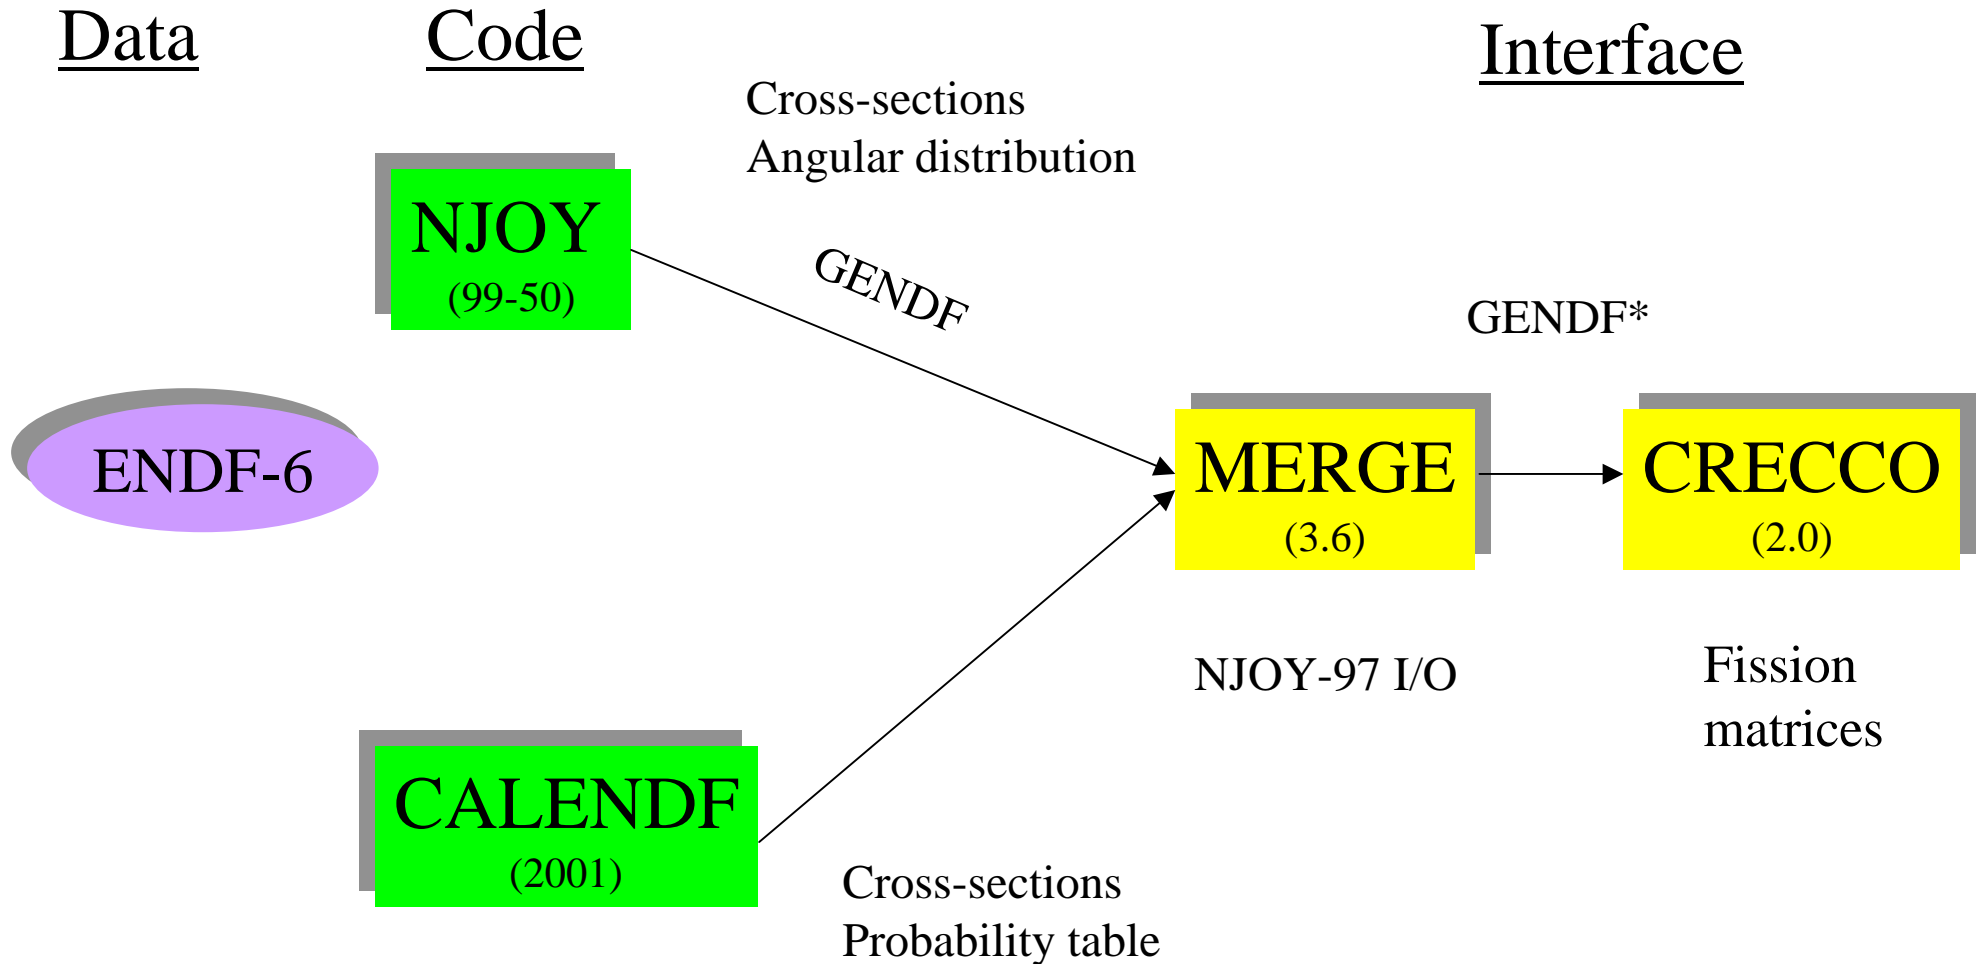 Data
Code
Interface
Cross-sections
Angular distribution
NJOY
(99-50)
GENDF
GENDF*
ENDF-6
MERGE
(3.6)
CRECCO
(2.0)
NJOY-97 I/O
Fission
matrices
CALENDF
(2001)
Cross-sections
Probability table